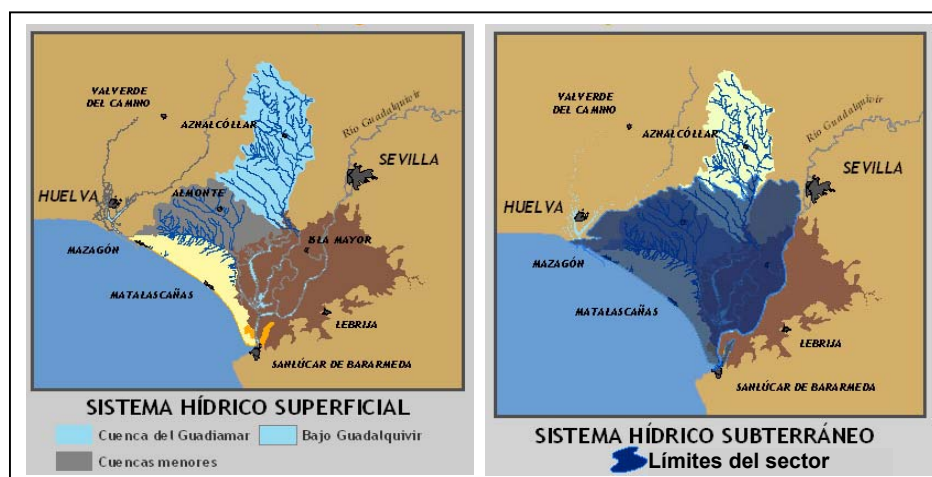 VALVERDE
DEL CAMINO
AZNALCÓLLAR
Río Guadalquivir
SEVILLA
HUELVA
ALMONTE
ISLA MAYOR
MAZAGÓN
MATALASCAÑAS
LEBRIJA
SANLÚCAR DE BARARMEDA
SISTEMA HÍDRICO SUPERFICIAL
Cuenca del Guadiamar
Bajo Guadalquivir
Cuencas menores
VALVERDE
DEL CAMINO
AZNALCÓLLAR
Río Guadalquivir
SEVILLA
HUELVA
MAZAGÓN
MATALASCAÑAS
LEBRIJA
SANLÚCAR DE BARARMEDA
SISTEMA HÍDRICO SUBTERRÁNEO
Límites del sector